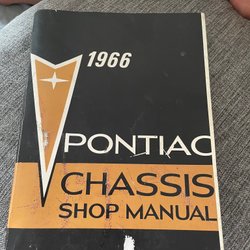 1966
PONTIAC
CHASSIS
SHOP MANUAL